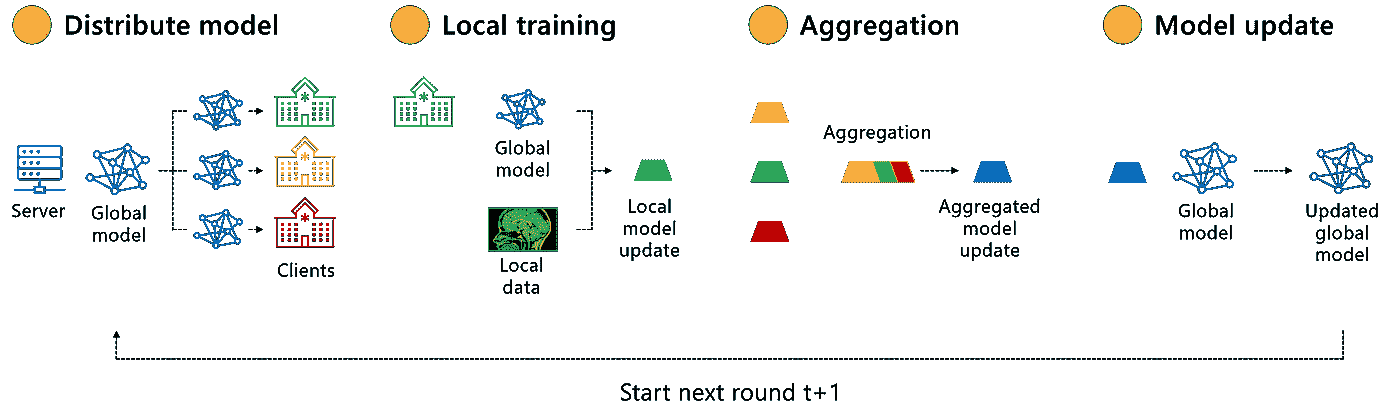 Distribute model
Local training
Aggregation
Model update
Server
Global
model
Clients
Global
model
Local
data
Local
model
update
Aggregation
Aggregated
model
update
Global
model
Updated
global
model
Start next round t+1